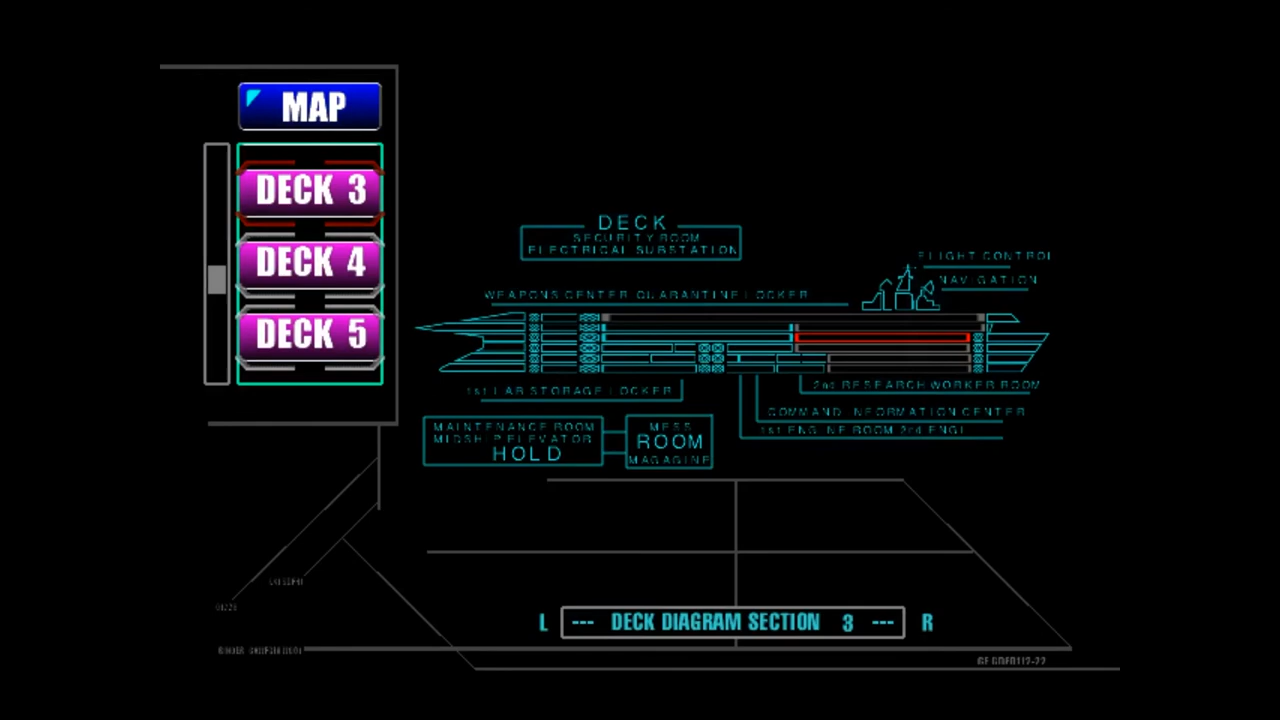 MAP
DECK 3
DECK 4
DECK 5
DECK
SECURITY ROOM
ELECTRICAL SUBSTATION
FLIGHT CONTROL
NAVIGATION
WEAPONS CENTER QUARANTINE LOCKER
1st LAB STORAGE LOCKER
2nd RESEARCH WORKER ROOM
COMMAND INFORMATION CENTER
1st ENGINE ROOM 2nd ENGI
MAINTENANCE ROOM
MIDSHIP ELEVATOR
HOLD
MESS
ROOM
MAGAGINE
L --- DECK DIAGRAM SECTION 3 --- R